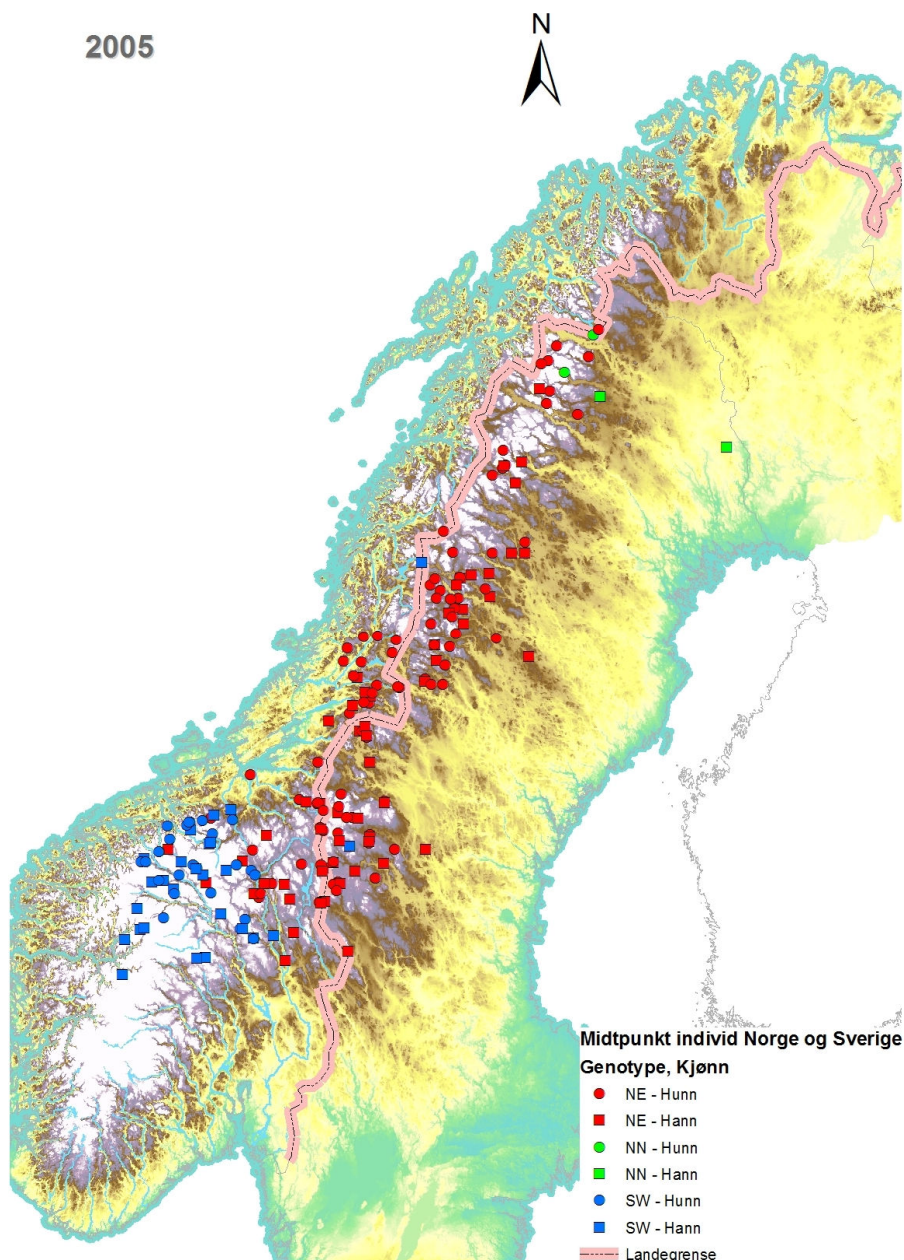 2005
N
Midtpunkt individ Norge og Sverige
Genotype, Kjønn
NE - Hunn
NE - Hann
NN - Hunn
NN - Hann
SW - Hunn
SW - Hann
Landegrense